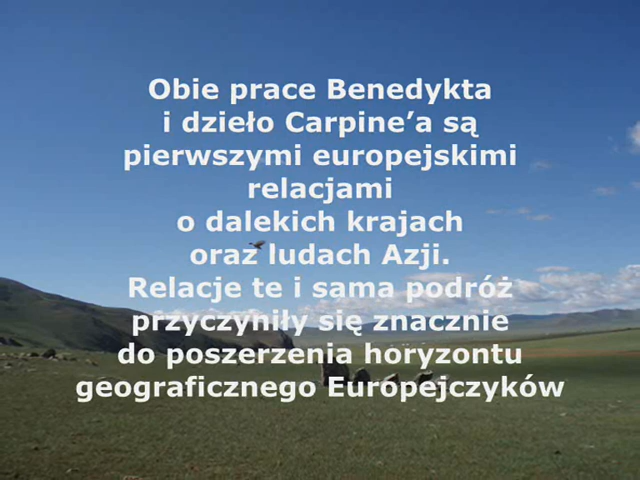 Obie prace Benedykta
i dzieło Carpine’a są
pierwszymi europejskimi
relacjami
o dalekich krajach
oraz ludach Azji.
Relacje te i sama podróż
przyczyniły się znacznie
do poszerzenia horyzontu
geograficznego Europejczyków